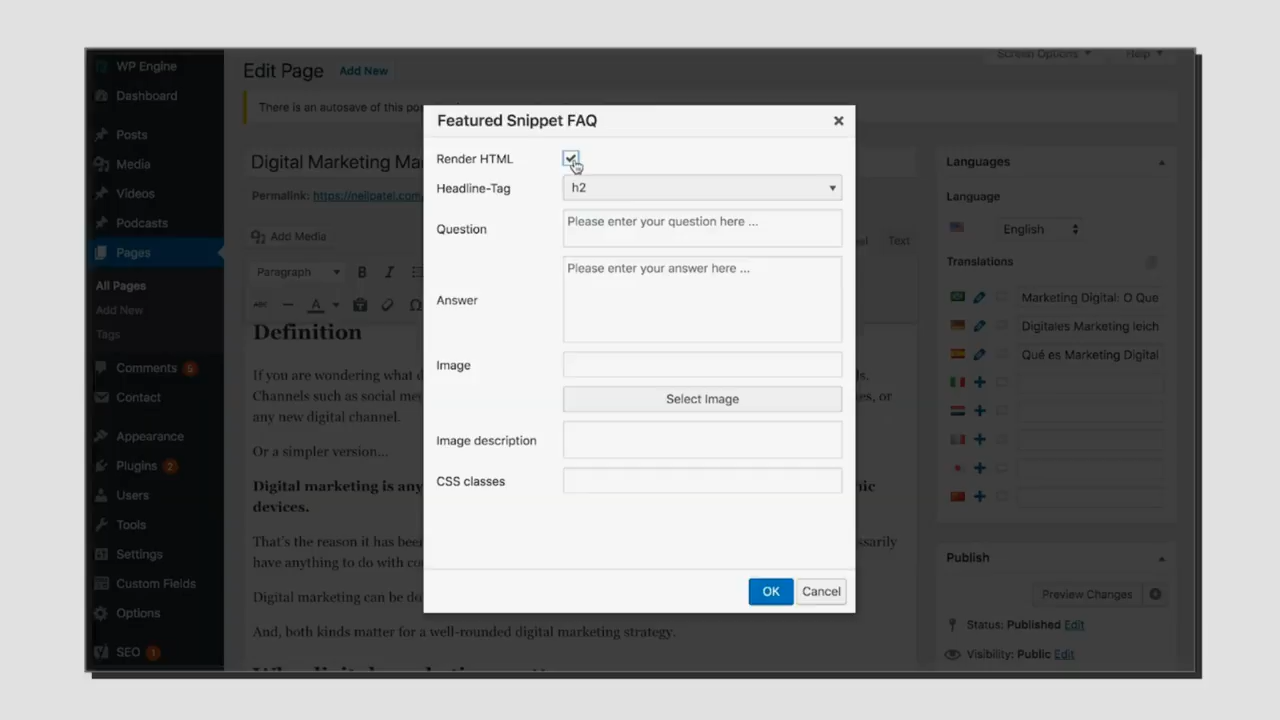 WP Engine
Dashboard
Posts
Media
Videos
Podcasts
Pages
All Pages
Add New
Tags
Comments 5
Contact
Appearance
Plugins 2
Users
Tools
Settings
Custom Fields
Options
SEO 1
Screen Options
Help
Edit Page Add New
There is an autosave of this
Digital Marketing
Permalink: https://neilpatel.com
Add Media
Text
Paragraph
B I
ABC A Ω
Definition
If you are wondering what
Channels such as social
es, or
any new digital channel.
Or a simpler version...
Digital marketing is any
devices.
That's the reason it has
have anything to do with
Digital marketing can be
And, both kinds matter for a well-rounded digital marketing strategy.
Featured Snippet FAQ
Render HTML
Headline-Tag h2
Question Please enter your question here ...
Answer Please enter your answer here ...
Image
Select Image
Image description
CSS classes
OK Cancel
Languages
Language
English
Translations
Marketing Digital: O Que
Digitales Marketing leich
Qué es Marketing Digital
Publish
Preview Changes
Status: Published Edit
Visibility: Public Edit